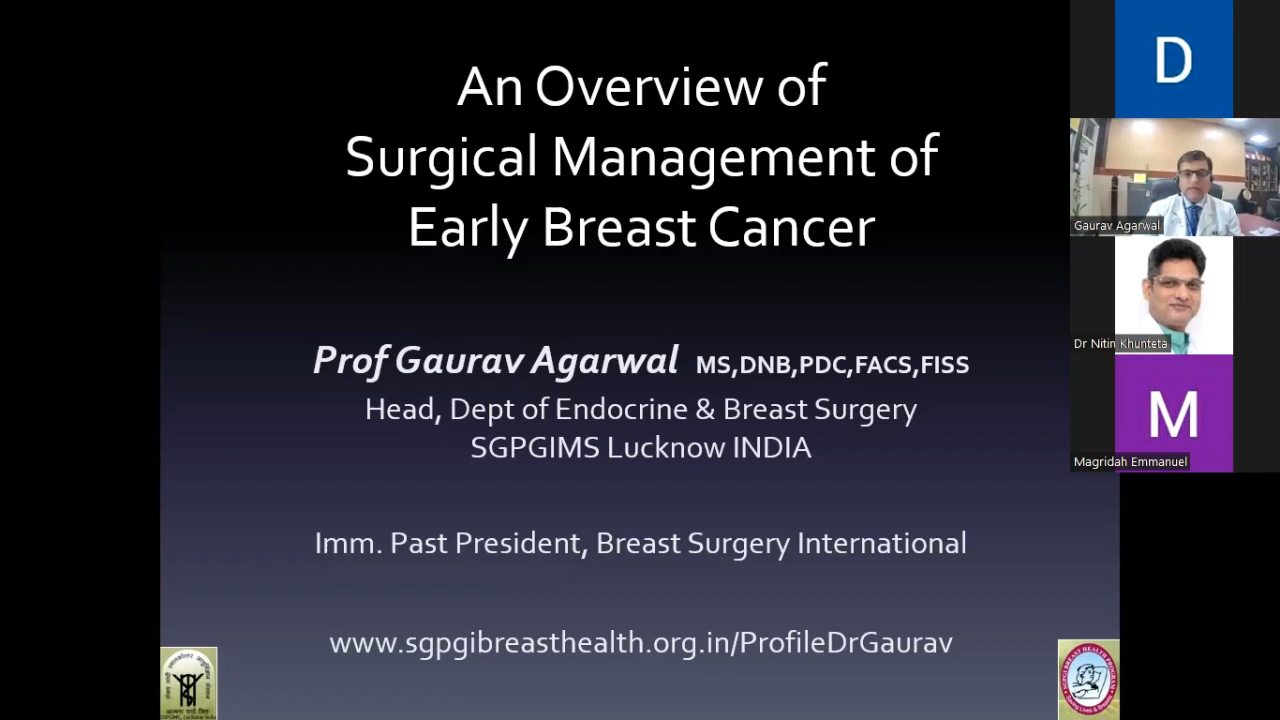 An Overview of
Surgical Management of
Early Breast Cancer
Prof Gaurav Agarwal MS,DNB,PDC,FACS,FISS
Head, Dept of Endocrine & Breast Surgery
SGPGIMS Lucknow INDIA
Imm. Past President, Breast Surgery International
www.sgpgibreasthealth.org.in/ProfileDrGaurav
D
Gaurav Agarwal
Dr Nitin Khunteta
M
Magridah Emmanuel